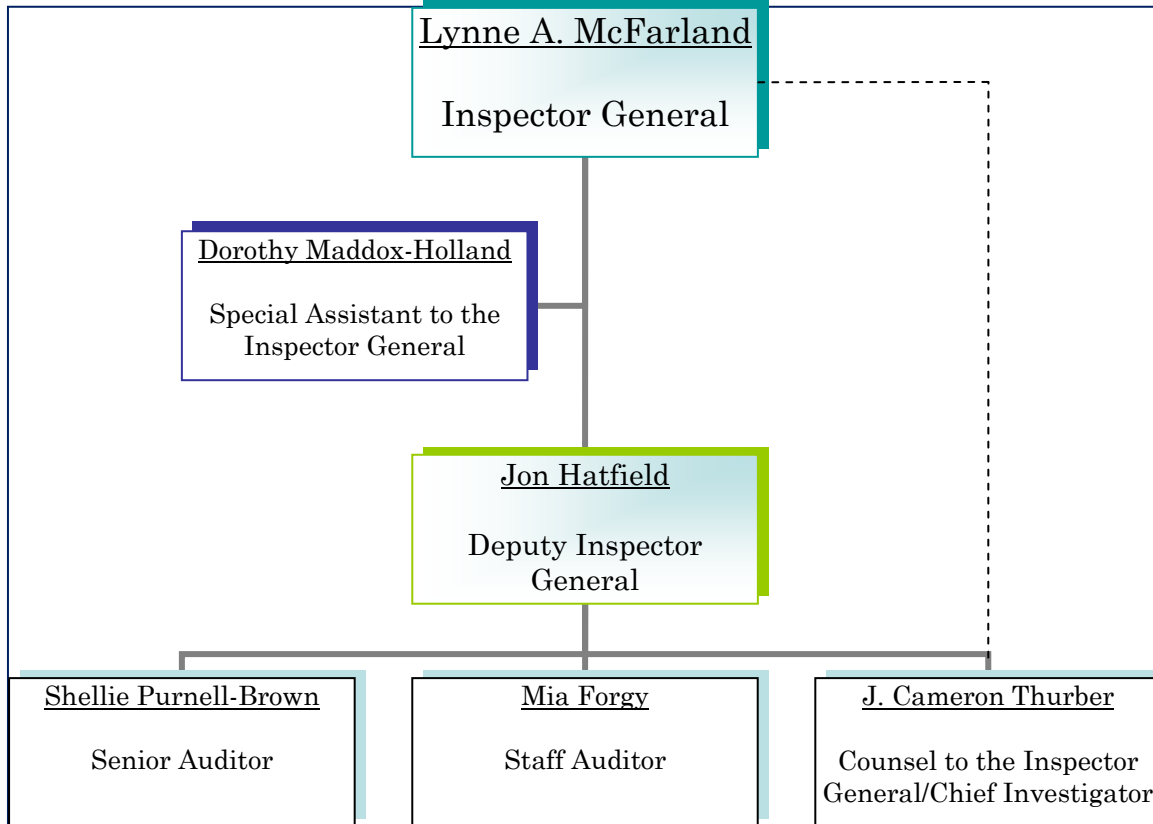 Lynne A. McFarland
Inspector General
Dorothy Maddox-Holland
Special Assistant to the
Inspector General
Jon Hatfield
Deputy Inspector
General
Shellie Purnell-Brown
Senior Auditor
Mia Forgy
Staff Auditor
J. Cameron Thurber
Counsel to the Inspector
General/Chief Investigator